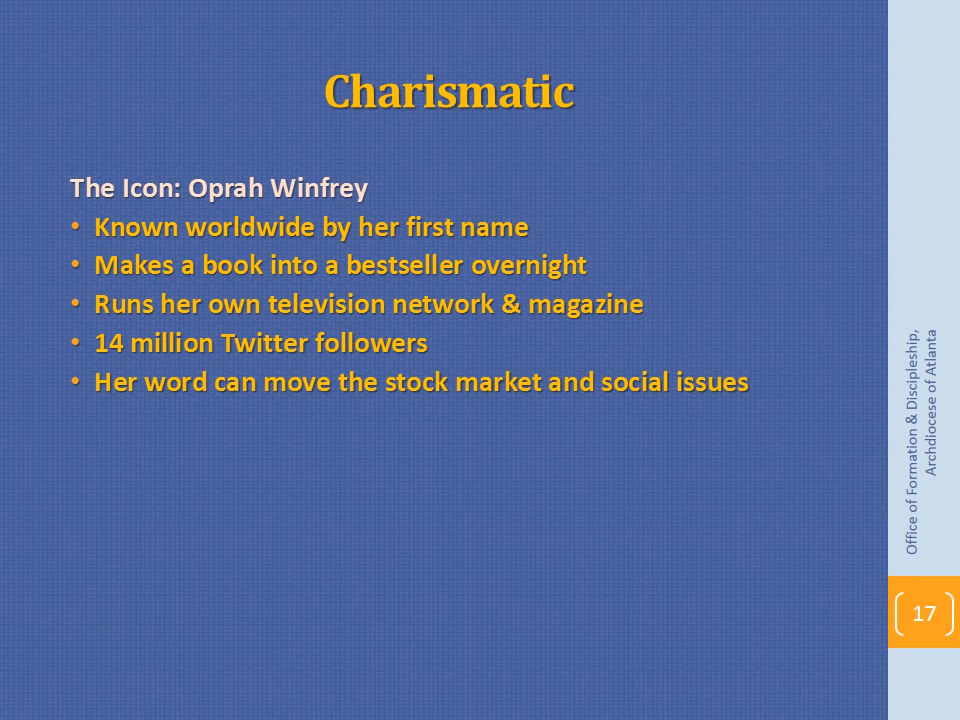 Charismatic
The Icon: Oprah Winfrey
• Known worldwide by her first name
• Makes a book into a bestseller overnight
• Runs her own television network & magazine
• 14 million Twitter followers
• Her word can move the stock market and social issues
Office of Formation & Discipleship,
Archdiocese of Atlanta
17